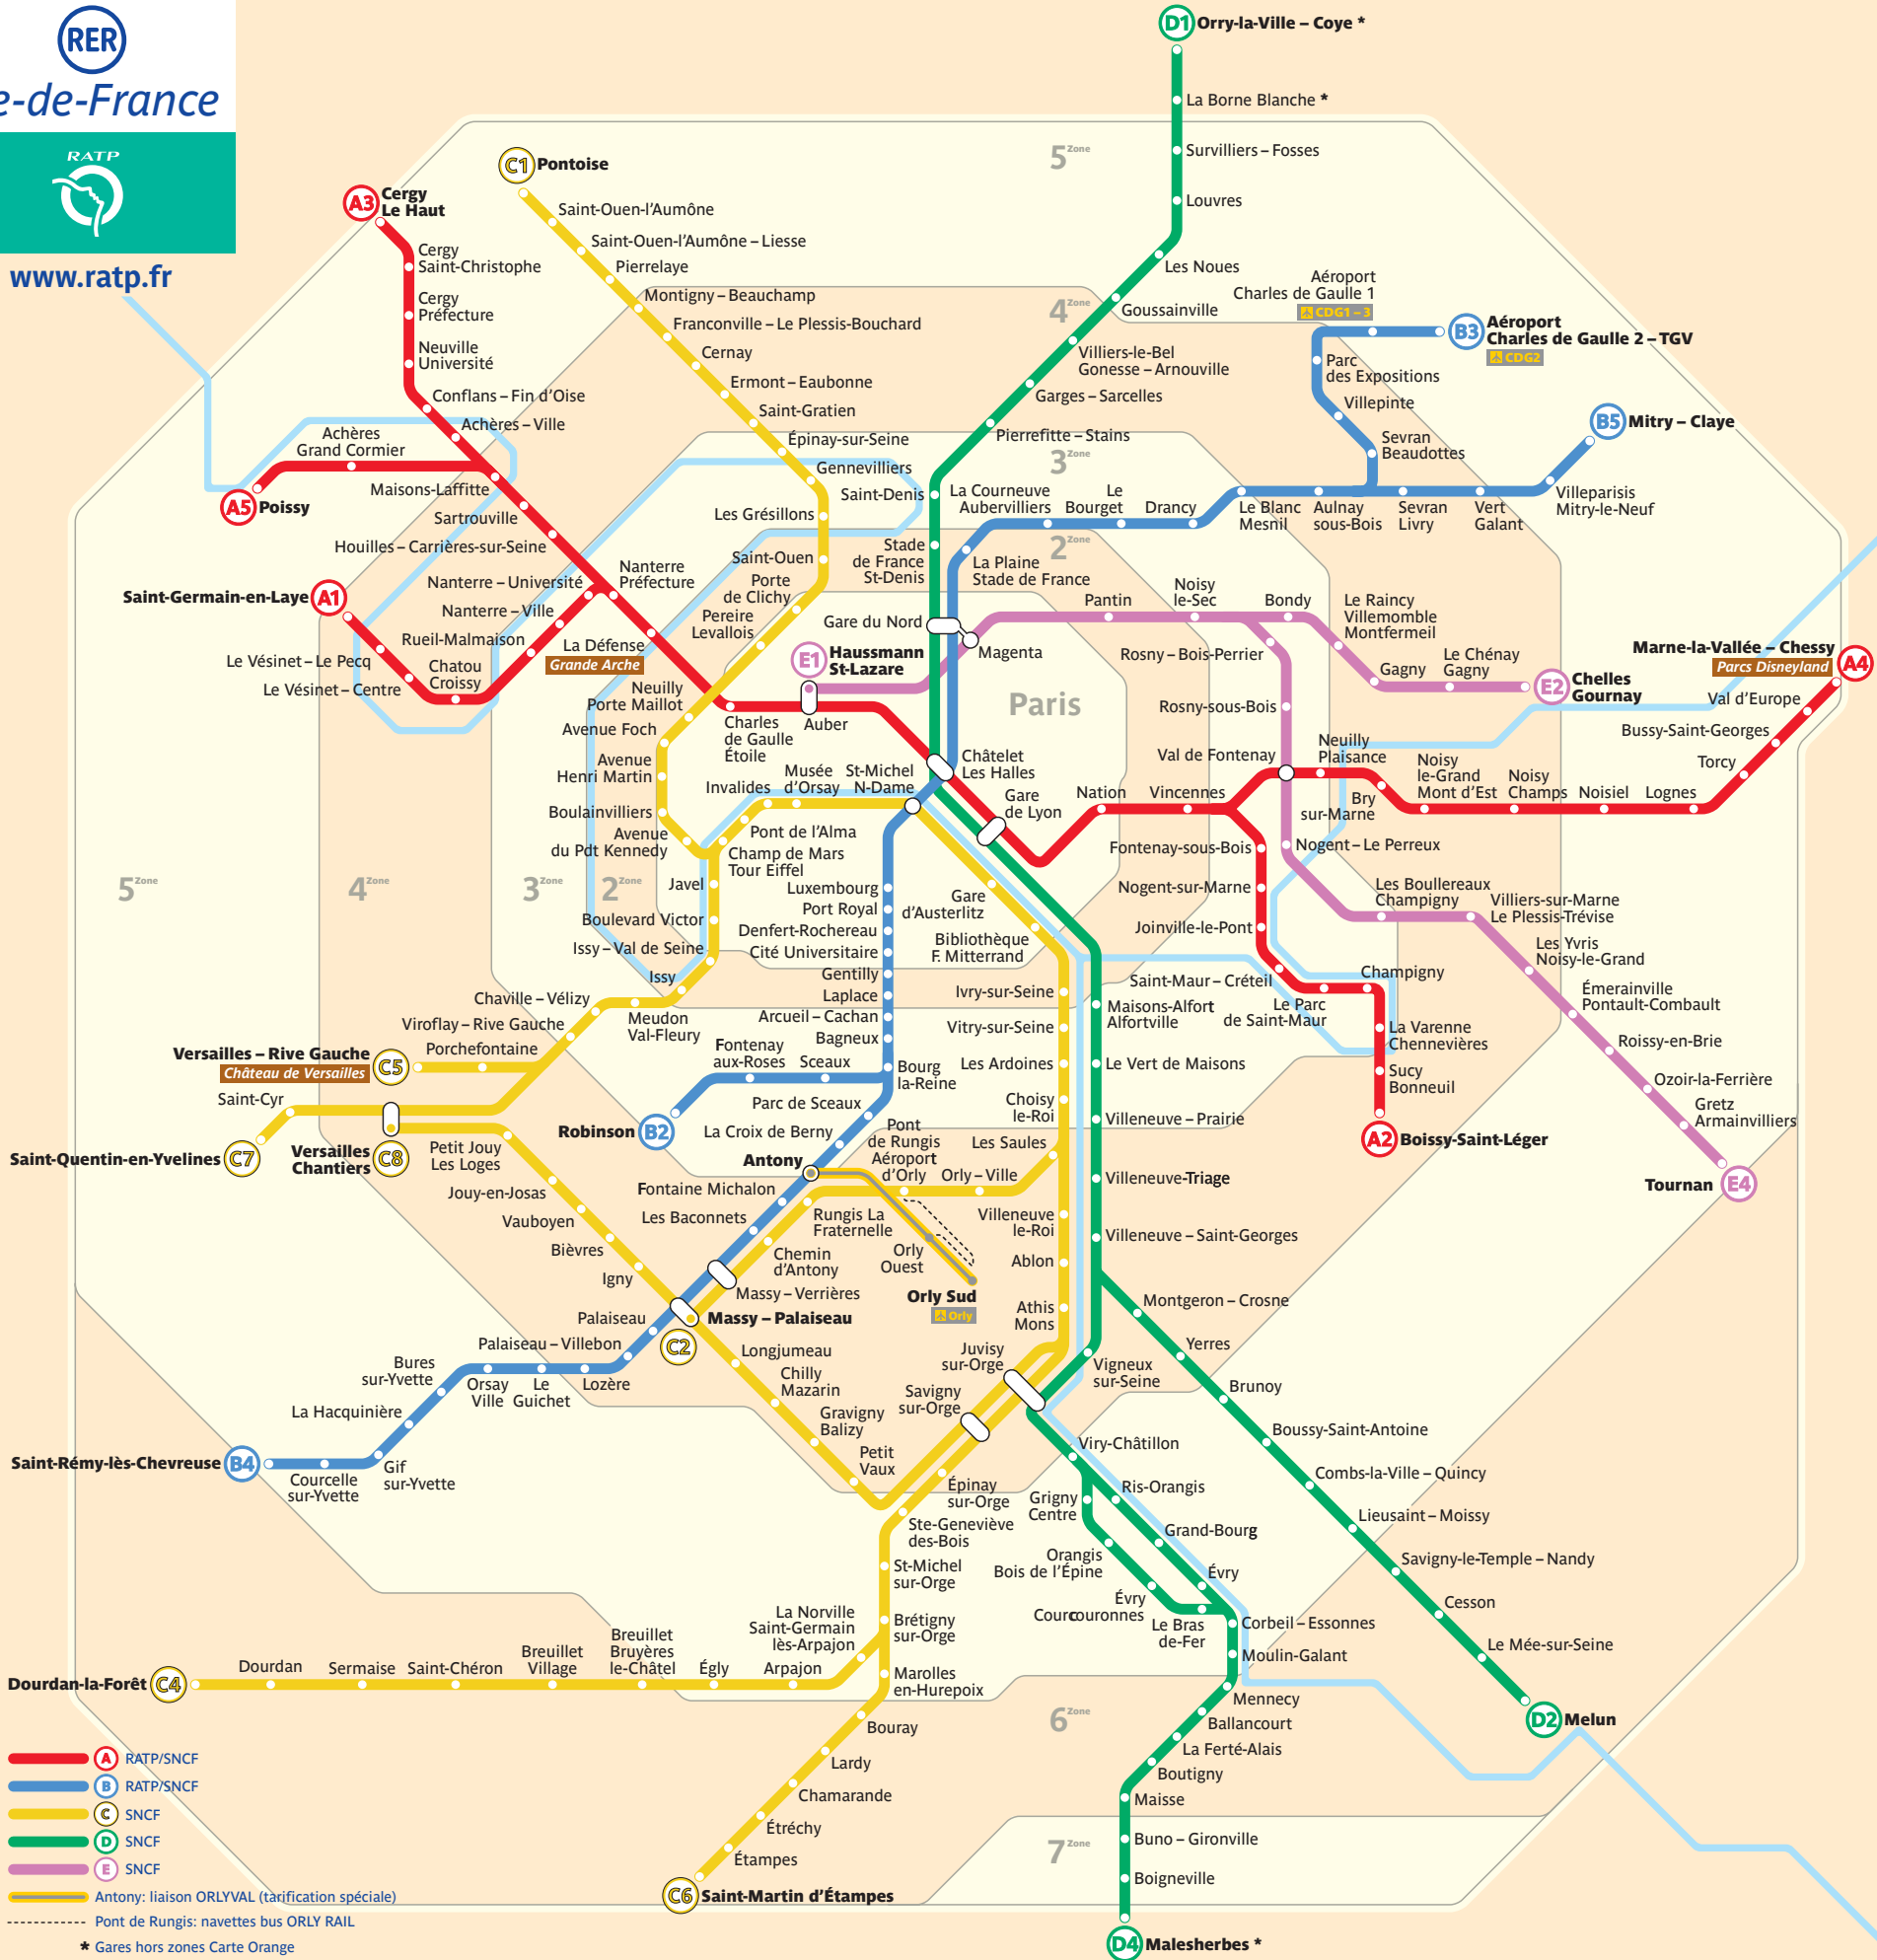 RER
e-de-France
RATP
www.ratp.fr
D1 Orry-la-Ville – Coye *
La Borne Blanche *
Survilliers – Fosses
Louvres
Les Noues
Goussainville
Villiers-le-Bel
Gonesse – Arnouville
Garges – Sarcelles
Pierrefitte – Stains
Saint-Denis
Stade
de France
St-Denis
5 Zone
4 Zone
3 Zone
2 Zone
C1 Pontoise
Saint-Ouen-l'Aumône
Saint-Ouen-l'Aumône – Liesse
Pierrelaye
Montigny – Beauchamp
Franconville – Le Plessis-Bouchard
Cernay
Ermont – Eaubonne
Saint-Gratien
Épinay-sur-Seine
Gennevilliers
Les Grésillons
Saint-Ouen
Porte
de Clichy
Pereire
Levallois
Neuilly
Porte Maillot
Avenue Foch
Avenue
Henri Martin
Boulainvilliers
Avenue
du Pdt Kennedy
A3 Cergy
Le Haut
Cergy
Saint-Christophe
Cergy
Préfecture
Neuville
Université
Conflans – Fin d'Oise
Achères – Ville
Achères
Grand Cormier
A5 Poissy
Maisons-Laffitte
Sartrouville
Houilles – Carrières-sur-Seine
Nanterre – Université
Nanterre
Préfecture
Nanterre – Ville
Rueil-Malmaison
La Défense
Grande Arche
Saint-Germain-en-Laye A1
Le Vésinet – Le Pecq
Le Vésinet – Centre
Chatou
Croissy
Charles
de Gaulle
Étoile
Auber
E1 Haussmann
St-Lazare
Gare du Nord
Magenta
Paris
Châtelet
Les Halles
Gare
de Lyon
Nation
Vincennes
Aéroport
Charles de Gaulle 1
CDG1 – 3
B3 Aéroport
Charles de Gaulle 2 – TGV
CDG2
Parc
des Expositions
Villepinte
Sevran
Beaudottes
B5 Mitry – Claye
Villeparisis
Mitry-le-Neuf
Vert
Galant
Sevran
Livry
Aulnay
sous-Bois
Le Blanc
Mesnil
Drancy
Le
Bourget
La Courneuve
Aubervilliers
La Plaine
Stade de France
Pantin
Noisy
le-Sec
Bondy
Le Raincy
Villemomble
Montfermeil
Gagny
Le Chénay
Gagny
E2 Chelles
Gournay
Rosny – Bois-Perrier
Rosny-sous-Bois
Val de Fontenay
Marne-la-Vallée – Chessy A4
Parcs Disneyland
Val d'Europe
Bussy-Saint-Georges
Torcy
Lognes
Noisiel
Noisy
Champs
Noisy
le-Grand
Mont d'Est
Neuilly
Plaisance
Bry
sur-Marne
Nogent – Le Perreux
Les Boullereaux
Champigny
Villiers-sur-Marne
Le Plessis-Trévise
Les Yvris
Noisy-le-Grand
Émerainville
Pontault-Combault
Roissy-en-Brie
Ozoir-la-Ferrière
Gretz
Armainvilliers
Tournan E4
Fontenay-sous-Bois
Nogent-sur-Marne
Joinville-le-Pont
Saint-Maur – Créteil
Le Parc
de Saint-Maur
Champigny
La Varenne
Chennevières
Sucy
Bonneuil
A2 Boissy-Saint-Léger
5 Zone
4 Zone
3 Zone
2 Zone
Invalides
Musée
d'Orsay
St-Michel
N-Dame
Pont de l'Alma
Champ de Mars
Tour Eiffel
Javel
Boulevard Victor
Issy – Val de Seine
Issy
Meudon
Val-Fleury
Chaville – Vélizy
Viroflay – Rive Gauche
Porchefontaine
Versailles – Rive Gauche C5
Château de Versailles
Saint-Cyr
Saint-Quentin-en-Yvelines C7
Versailles
Chantiers C8
Petit Jouy
Les Loges
Jouy-en-Josas
Vauboyen
Bièvres
Igny
Luxembourg
Port Royal
Denfert-Rochereau
Cité Universitaire
Gentilly
Laplace
Arcueil – Cachan
Bagneux
Bourg
la-Reine
Fontenay
aux-Roses
Sceaux
Robinson B2
Parc de Sceaux
La Croix de Berny
Antony
Fontaine Michalon
Les Baconnets
Massy – Verrières
Massy – Palaiseau
C2
Palaiseau
Palaiseau – Villebon
Lozère
Le
Guichet
Orsay
Ville
Bures
sur-Yvette
La Hacquinière
Gif
sur-Yvette
Courcelle
sur-Yvette
Saint-Rémy-lès-Chevreuse B4
Gare
d'Austerlitz
Bibliothèque
F. Mitterrand
Ivry-sur-Seine
Vitry-sur-Seine
Les Ardoines
Choisy
le-Roi
Les Saules
Orly – Ville
Pont
de Rungis
Aéroport
d'Orly
Rungis La
Fraternelle
Chemin
d'Antony
Orly
Ouest
Orly Sud
Orly
Villeneuve
le-Roi
Ablon
Athis
Mons
Juvisy
sur-Orge
Savigny
sur-Orge
Maisons-Alfort
Alfortville
Le Vert de Maisons
Villeneuve – Prairie
Villeneuve-Triage
Villeneuve – Saint-Georges
Montgeron – Crosne
Yerres
Brunoy
Boussy-Saint-Antoine
Combs-la-Ville – Quincy
Lieusaint – Moissy
Savigny-le-Temple – Nandy
Cesson
Le Mée-sur-Seine
D2 Melun
Vigneux
sur-Seine
Viry-Châtillon
Ris-Orangis
Grand-Bourg
Évry
Grigny
Centre
Orangis
Bois de l'Épine
Évry
Courcouronnes
Le Bras
de-Fer
Corbeil – Essonnes
Moulin-Galant
Mennecy
Ballancourt
La Ferté-Alais
Boutigny
Maisse
Buno – Gironville
Boigneville
D4 Malesherbes *
6 Zone
7 Zone
Longjumeau
Chilly
Mazarin
Gravigny
Balizy
Petit
Vaux
Épinay
sur-Orge
Ste-Geneviève
des-Bois
St-Michel
sur-Orge
Brétigny
sur-Orge
La Norville
Saint-Germain
lès-Arpajon
Arpajon
Égly
Breuillet
Bruyères
le-Châtel
Breuillet
Village
Saint-Chéron
Sermaise
Dourdan
Dourdan-la-Forêt C4
Marolles
en-Hurepoix
Bouray
Lardy
Chamarande
Étréchy
Étampes
C6 Saint-Martin d'Étampes
A RATP/SNCF
B RATP/SNCF
C SNCF
D SNCF
E SNCF
Antony: liaison ORLYVAL (tarification spéciale)
Pont de Rungis: navettes bus ORLY RAIL
* Gares hors zones Carte Orange